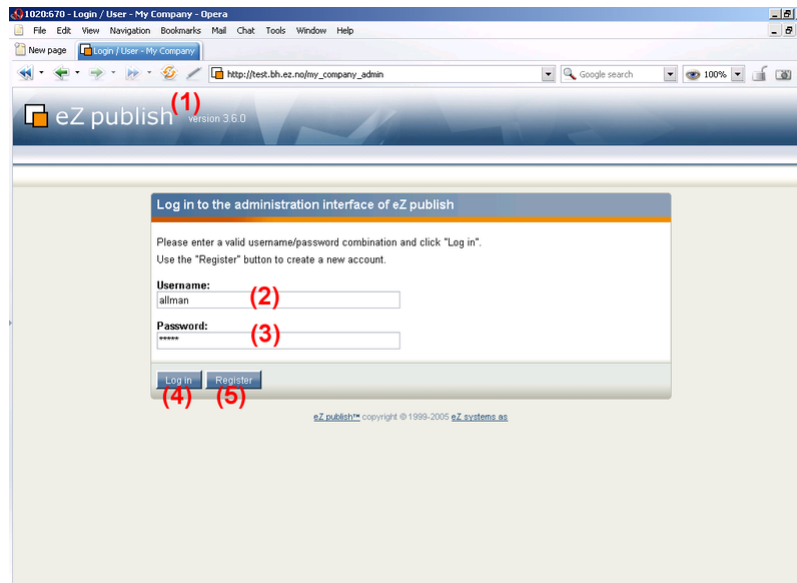 1020:670 - Login / User - My Company - Opera
File Edit View Navigation Bookmarks Mail Chat Tools Window Help
New page Login / User - My Company
http://test.bh.ez.no/my_company_admin Google search 100%
(1)
eZ publish version 3.6.0
Log in to the administration interface of eZ publish
Please enter a valid username/password combination and click "Log in".
Use the "Register" button to create a new account.
Username:
allman (2)
Password:
***** (3)
Log in Register
(4) (5)
eZ publish™ copyright © 1999-2005 eZ systems as